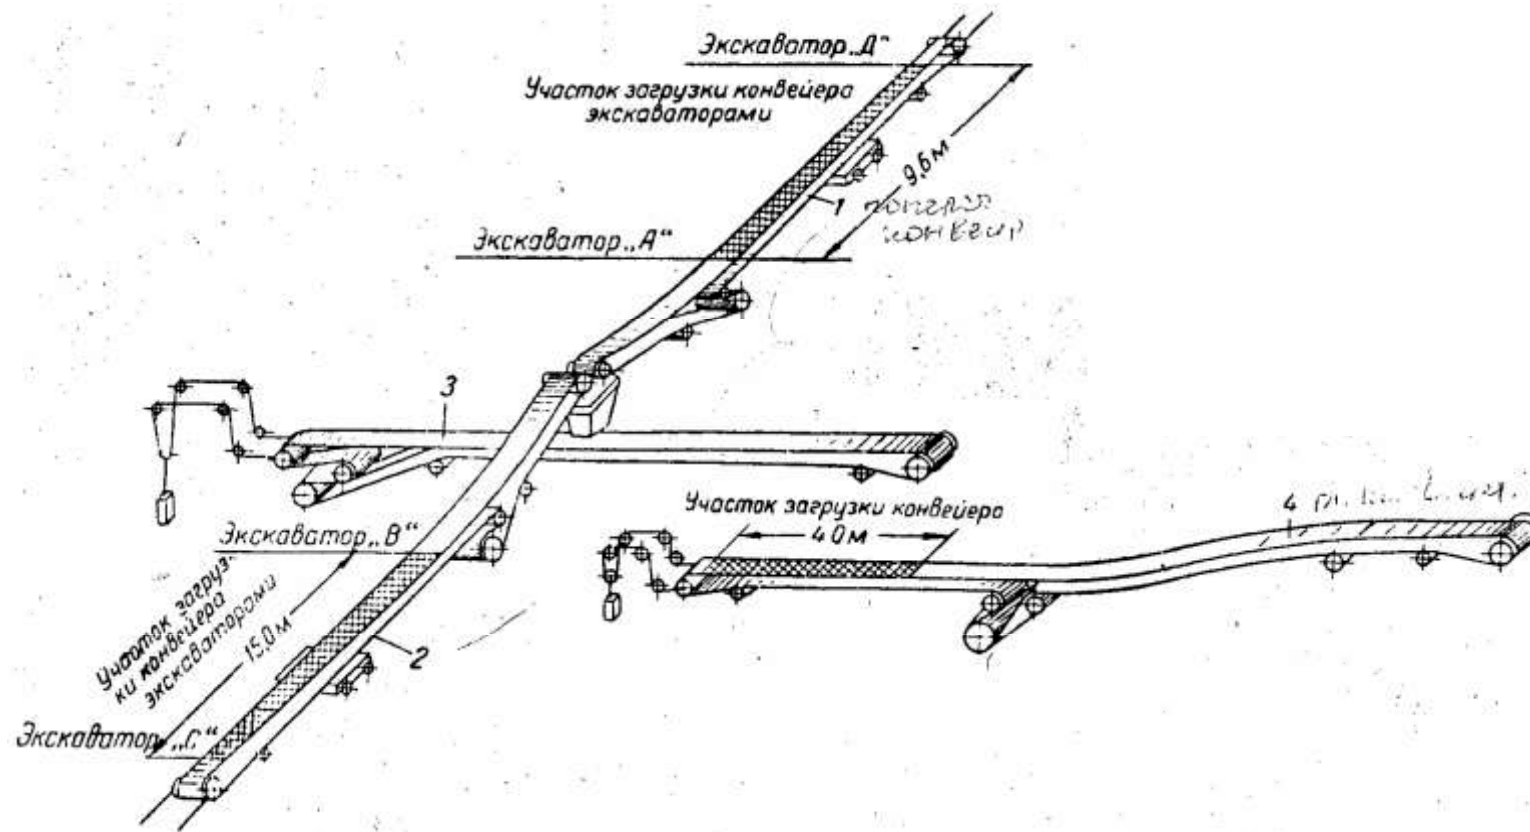 Экскаватор „Д“
Участок загрузки конвейера
экскаваторами
9,6м
1
Экскаватор „А“
3
Участок загрузки конвейера
40м
4
Экскаватор „В“
Участок загруз-
ки конвейера
экскаваторами
15,0м
2
Экскаватор „С“